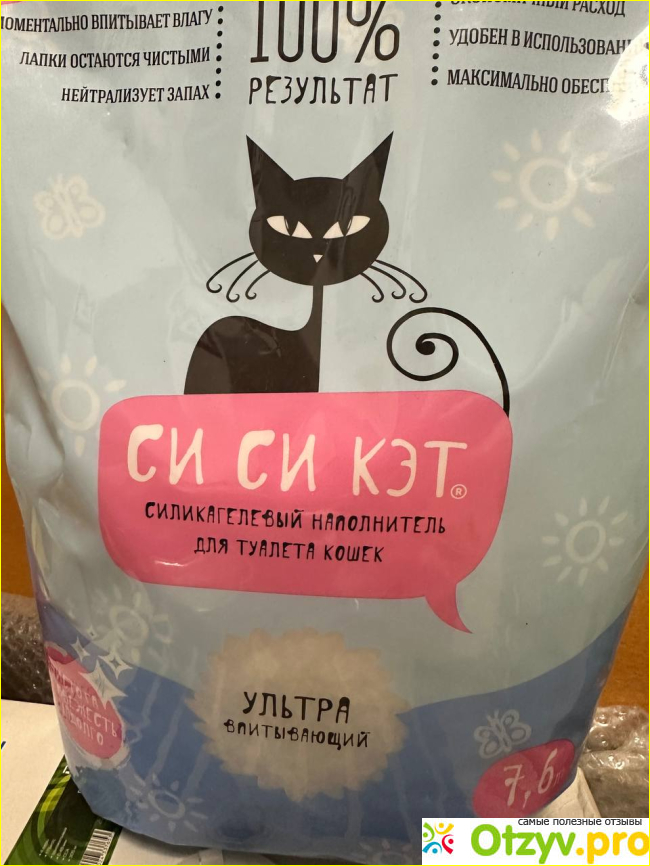 МОМЕНТАЛЬНО ВПИТЫВАЕТ ВЛАГУ
ЛАПКИ ОСТАЮТСЯ ЧИСТЫМИ
НЕЙТРАЛИЗУЕТ ЗАПАХ
100%
РЕЗУЛЬТАТ
РАСХОД
УДОБЕН В ИСПОЛЬЗОВАН
МАКСИМАЛЬНО ОБЕСП
СИ СИ КЭТ®
СИЛИКАГЕЛЕВЫЙ НАПОЛНИТЕЛЬ
ДЛЯ ТУАЛЕТА КОШЕК
УЛЬТРА
ВПИТЫВАЮЩИЙ
7,6
самые полезные отзывы
Otzyv.pro